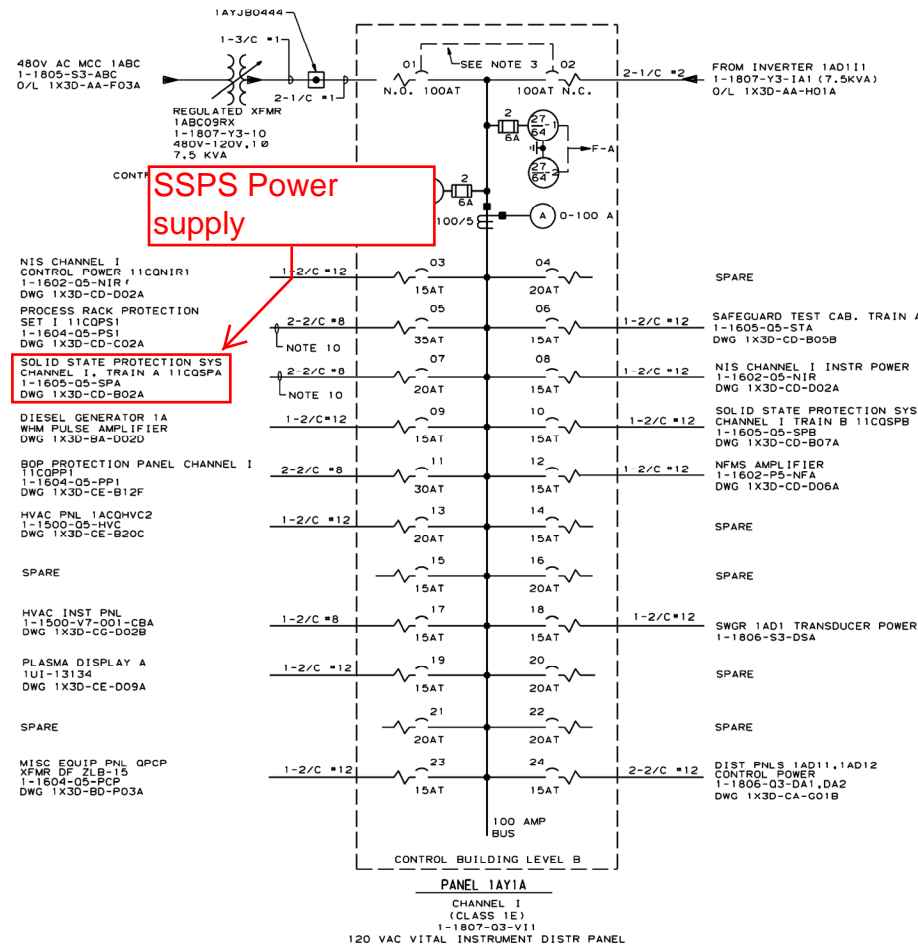 1AYJB0444
1-3/C #1
480V AC MCC 1ABC
1-1805-S3-ABC
O/L 1X3D-AA-F03A
2-1/C #1
REGULATED XFMR
1ABC09RX
1-1807-Y3-10
480V-120V,1Ø
7.5 KVA
01
N.O. 100AT
SEE NOTE 3
02
100AT N.C.
2-1/C #2
FROM INVERTER 1AD1I1
1-1807-Y3-IA1 (7.5KVA)
O/L 1X3D-AA-H01A
2
6A
27
64
-1
27
64
-2
F-A
CONTR
SSPS Power
supply
2
6A
100/5
A
0-100 A
NIS CHANNEL I
CONTROL POWER 11CQNIR1
1-1602-Q5-NIR
DWG 1X3D-CD-D02A
1-2/C #12
03
15AT
04
20AT
SPARE
PROCESS RACK PROTECTION
SET I 11CQPS1
1-1604-Q5-PS1
DWG 1X3D-CD-C02A
2-2/C #8
NOTE 10
05
35AT
06
15AT
1-2/C #12
SAFEGUARD TEST CAB. TRAIN A
1-1605-Q5-STA
DWG 1X3D-CD-B05B
SOLID STATE PROTECTION SYS
CHANNEL I, TRAIN A 11CQSPA
1-1605-Q5-SPA
DWG 1X3D-CD-B02A
2-2/C #8
NOTE 10
07
20AT
08
15AT
1-2/C #12
NIS CHANNEL I INSTR POWER
1-1602-Q5-NIR
DWG 1X3D-CD-D02A
DIESEL GENERATOR 1A
WHM PULSE AMPLIFIER
DWG 1X3D-BA-D02D
1-2/C #12
09
15AT
10
15AT
1-2/C #12
SOLID STATE PROTECTION SYS
CHANNEL I TRAIN B 11CQSPB
1-1605-Q5-SPB
DWG 1X3D-CD-B07A
BOP PROTECTION PANEL CHANNEL I
11CQPP1
1-1604-Q5-PP1
DWG 1X3D-CE-B12F
2-2/C #8
11
30AT
12
15AT
1-2/C #12
NFMS AMPLIFIER
1-1602-P5-NFA
DWG 1X3D-CD-D06A
HVAC PNL 1ACQHVC2
1-1500-Q5-HVC
DWG 1X3D-CE-B20C
1-2/C #12
13
20AT
14
15AT
SPARE
SPARE
15
15AT
16
20AT
SPARE
HVAC INST PNL
1-1500-V7-001-CBA
DWG 1X3D-CG-D02B
1-2/C #8
17
15AT
18
15AT
1-2/C #12
SWGR 1AD1 TRANSDUCER POWER
1-1806-S3-DSA
PLASMA DISPLAY A
1UI-13134
DWG 1X3D-CE-D09A
1-2/C #12
19
15AT
20
20AT
SPARE
SPARE
21
20AT
22
20AT
SPARE
MISC EQUIP PNL QPCP
XFMR DF ZLB-15
1-1604-Q5-PCP
DWG 1X3D-BD-P03A
1-2/C #12
23
15AT
24
15AT
2-2/C #12
DIST PNLS 1AD11,1AD12
CONTROL POWER
1-1806-Q3-DA1,DA2
DWG 1X3D-CA-G01B
100 AMP
BUS
CONTROL BUILDING LEVEL B
PANEL 1AY1A
CHANNEL I
(CLASS 1E)
1-1807-Q3-VI1
120 VAC VITAL INSTRUMENT DISTR PANEL